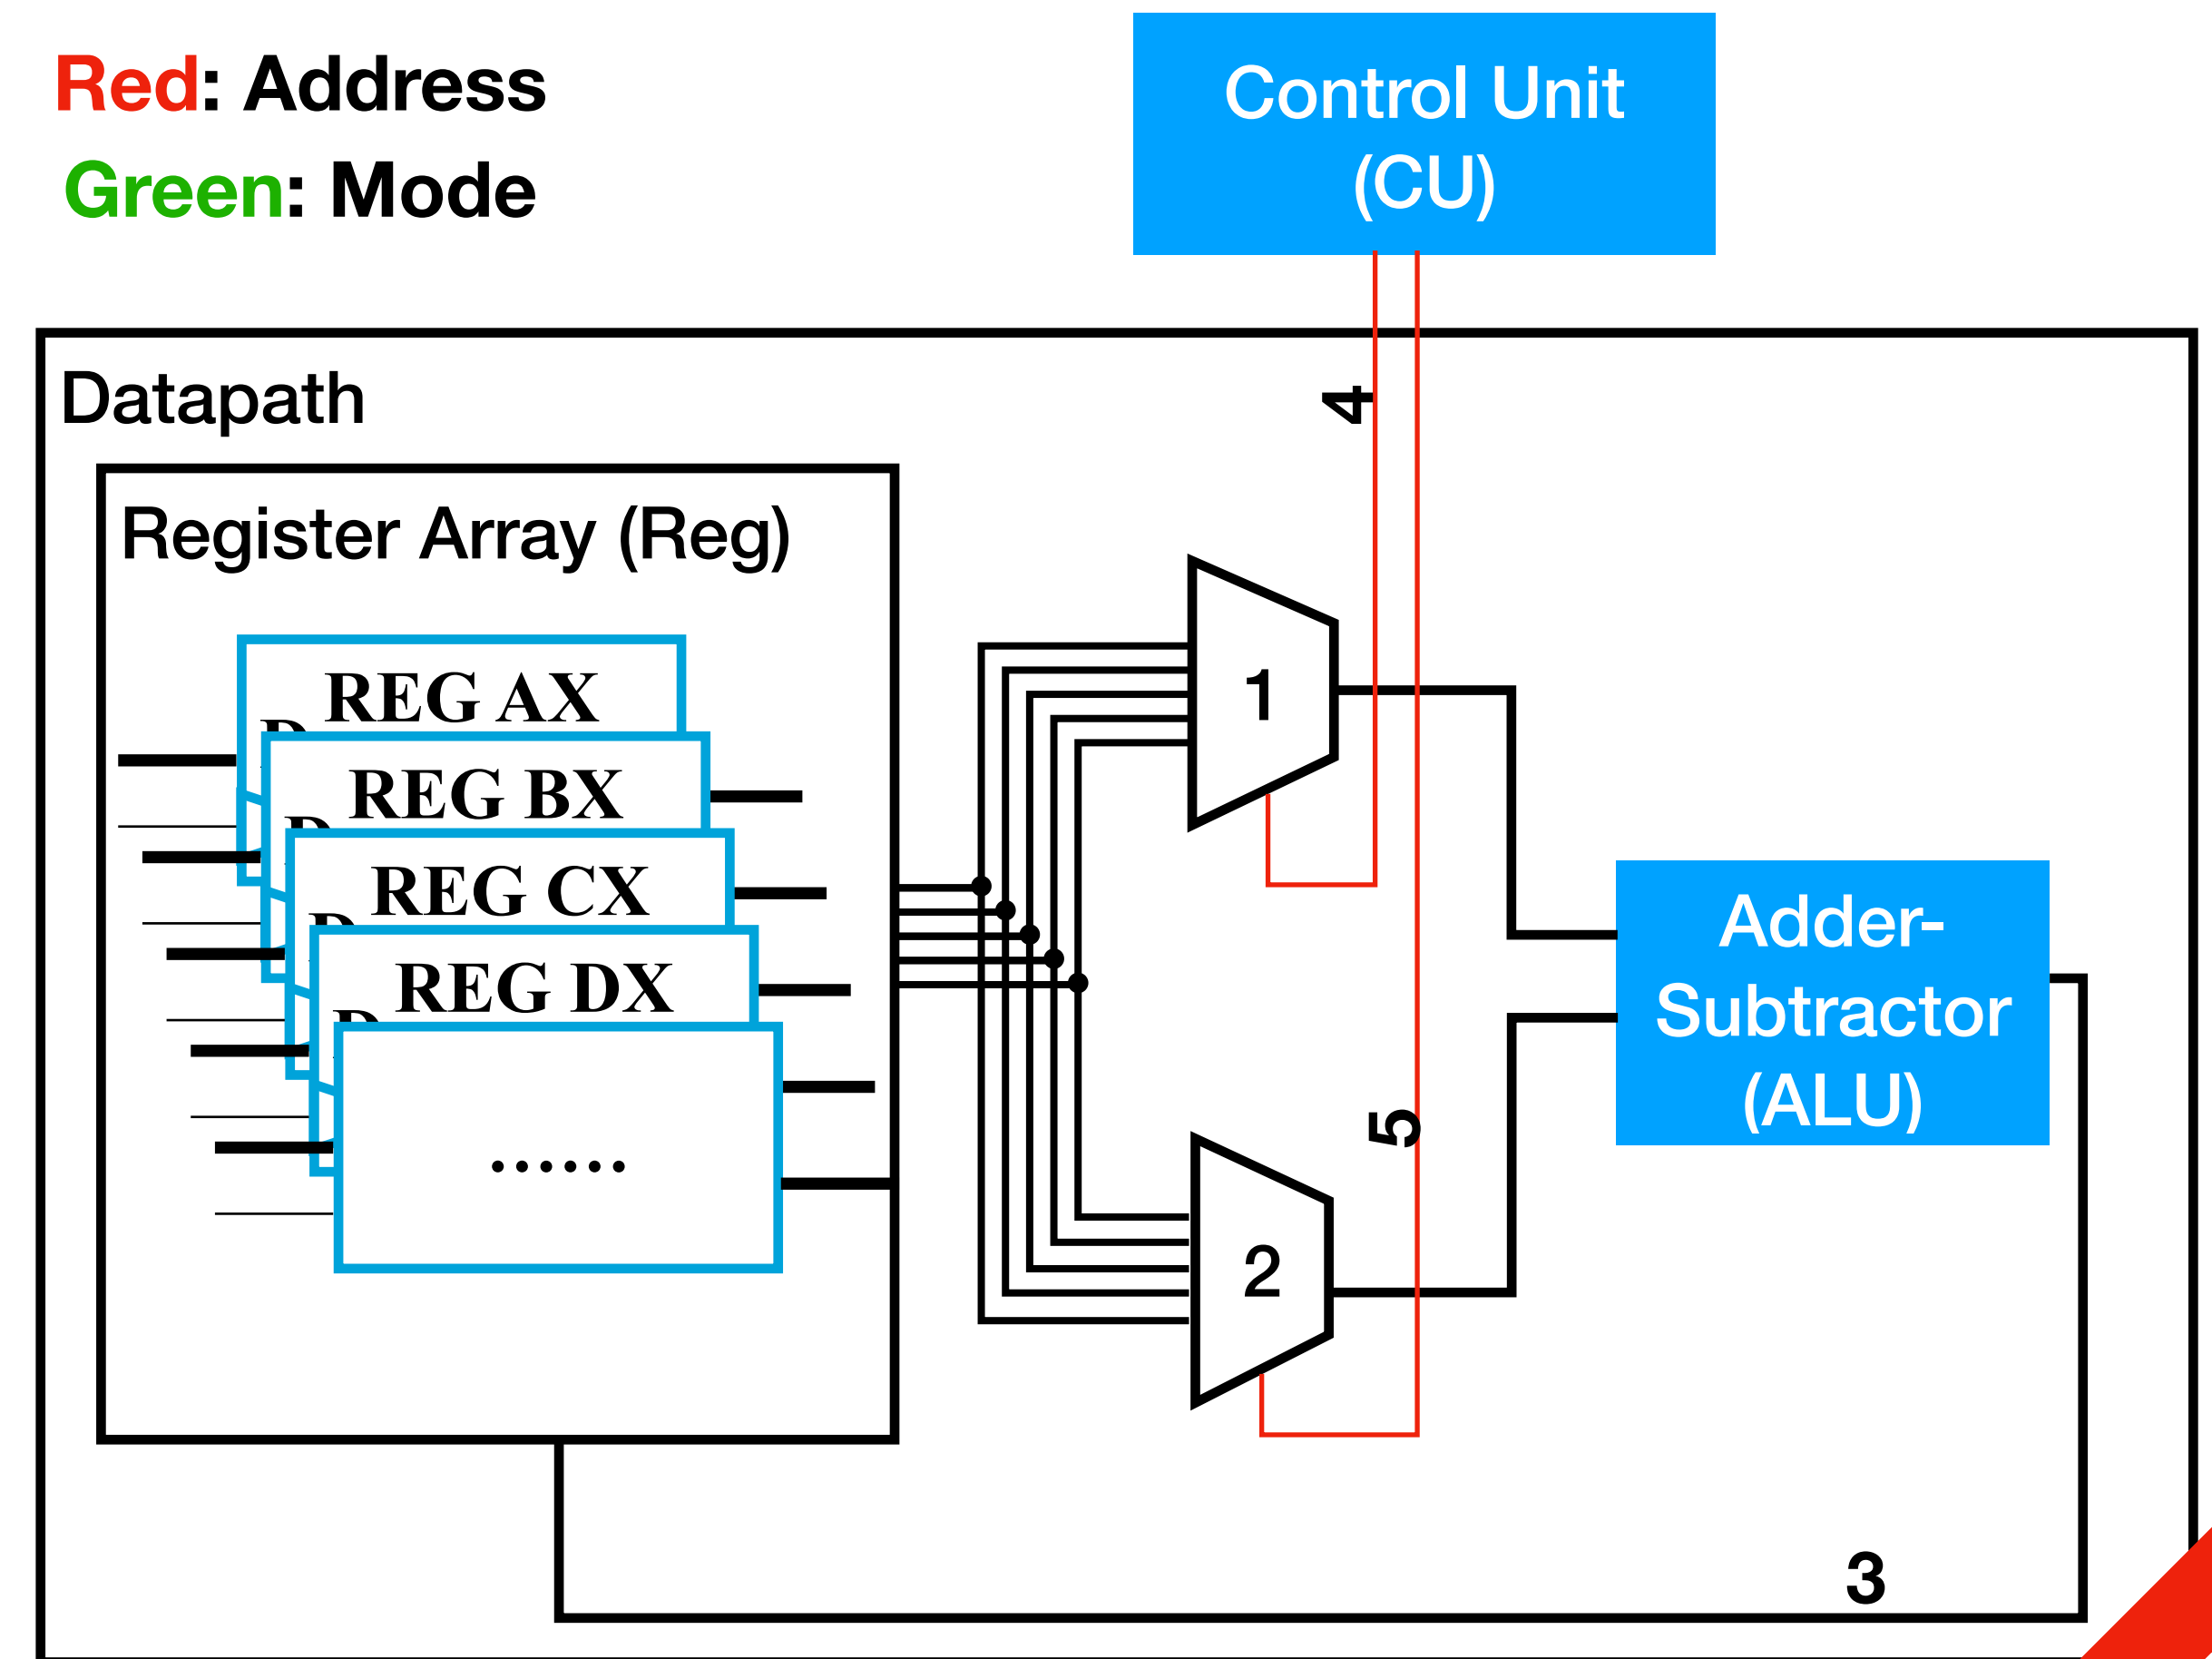 Red: Address
Green: Mode
Control Unit
(CU)
Datapath
4
Register Array (Reg)
REG AX
D
REG BX
D
REG CX
D
REG DX
D
.......
1
2
5
Adder-
Subtractor
(ALU)
3